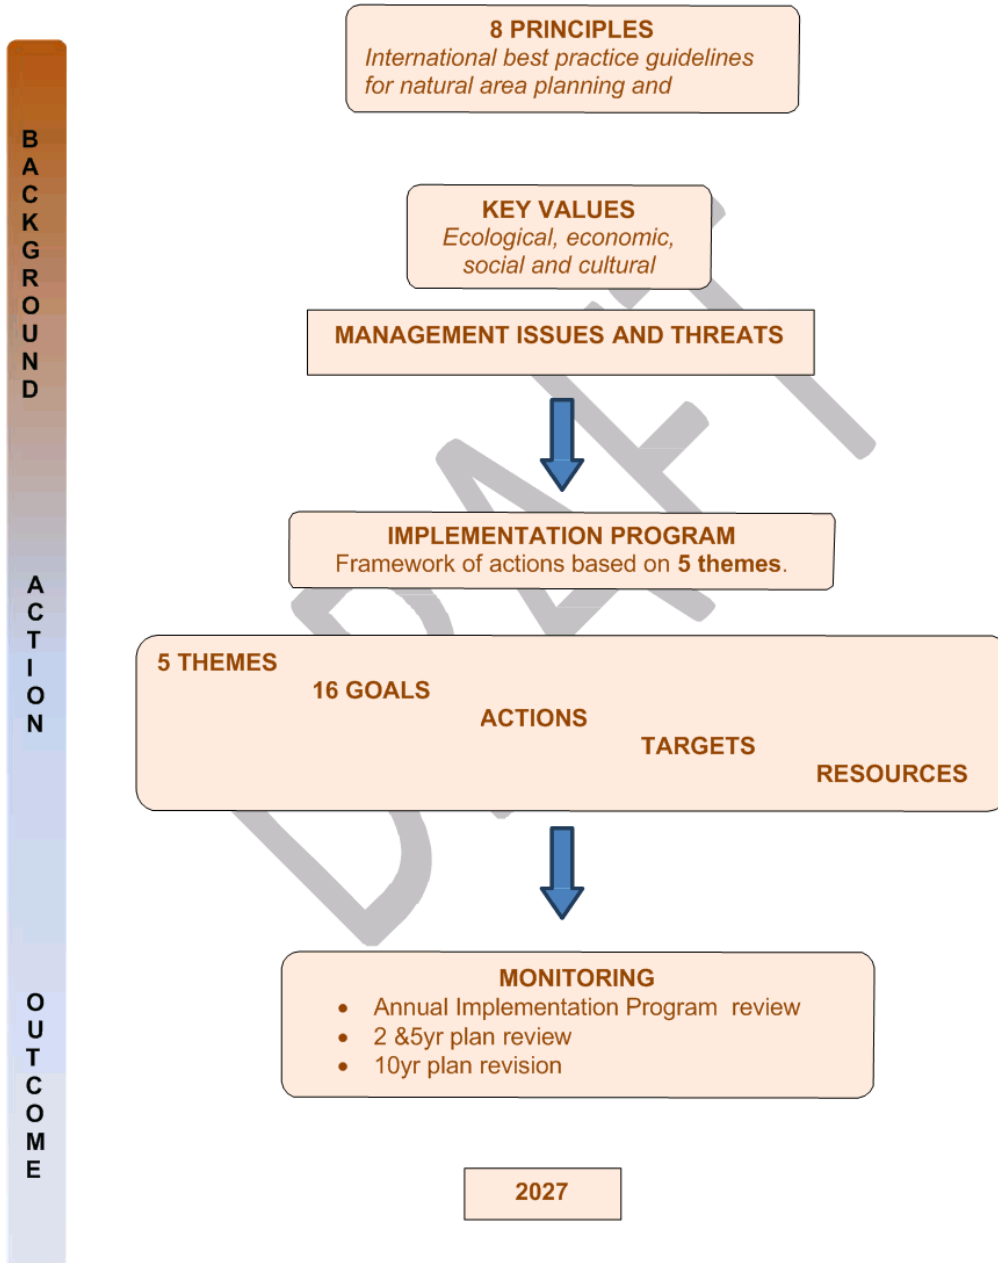 8 PRINCIPLES
International best practice guidelines
for natural area planning and
BACKGROUND
KEY VALUES
Ecological, economic,
social and cultural
MANAGEMENT ISSUES AND THREATS
IMPLEMENTATION PROGRAM
Framework of actions based on 5 themes.
ACTION
5 THEMES
16 GOALS
ACTIONS
TARGETS
RESOURCES
DRAFT
MONITORING
• Annual Implementation Program review
• 2 &5yr plan review
• 10yr plan revision
OUTCOME
2027